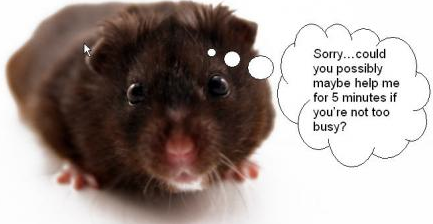 Sorry...could
you possibly
maybe help me
for 5 minutes if
you're not too
busy?